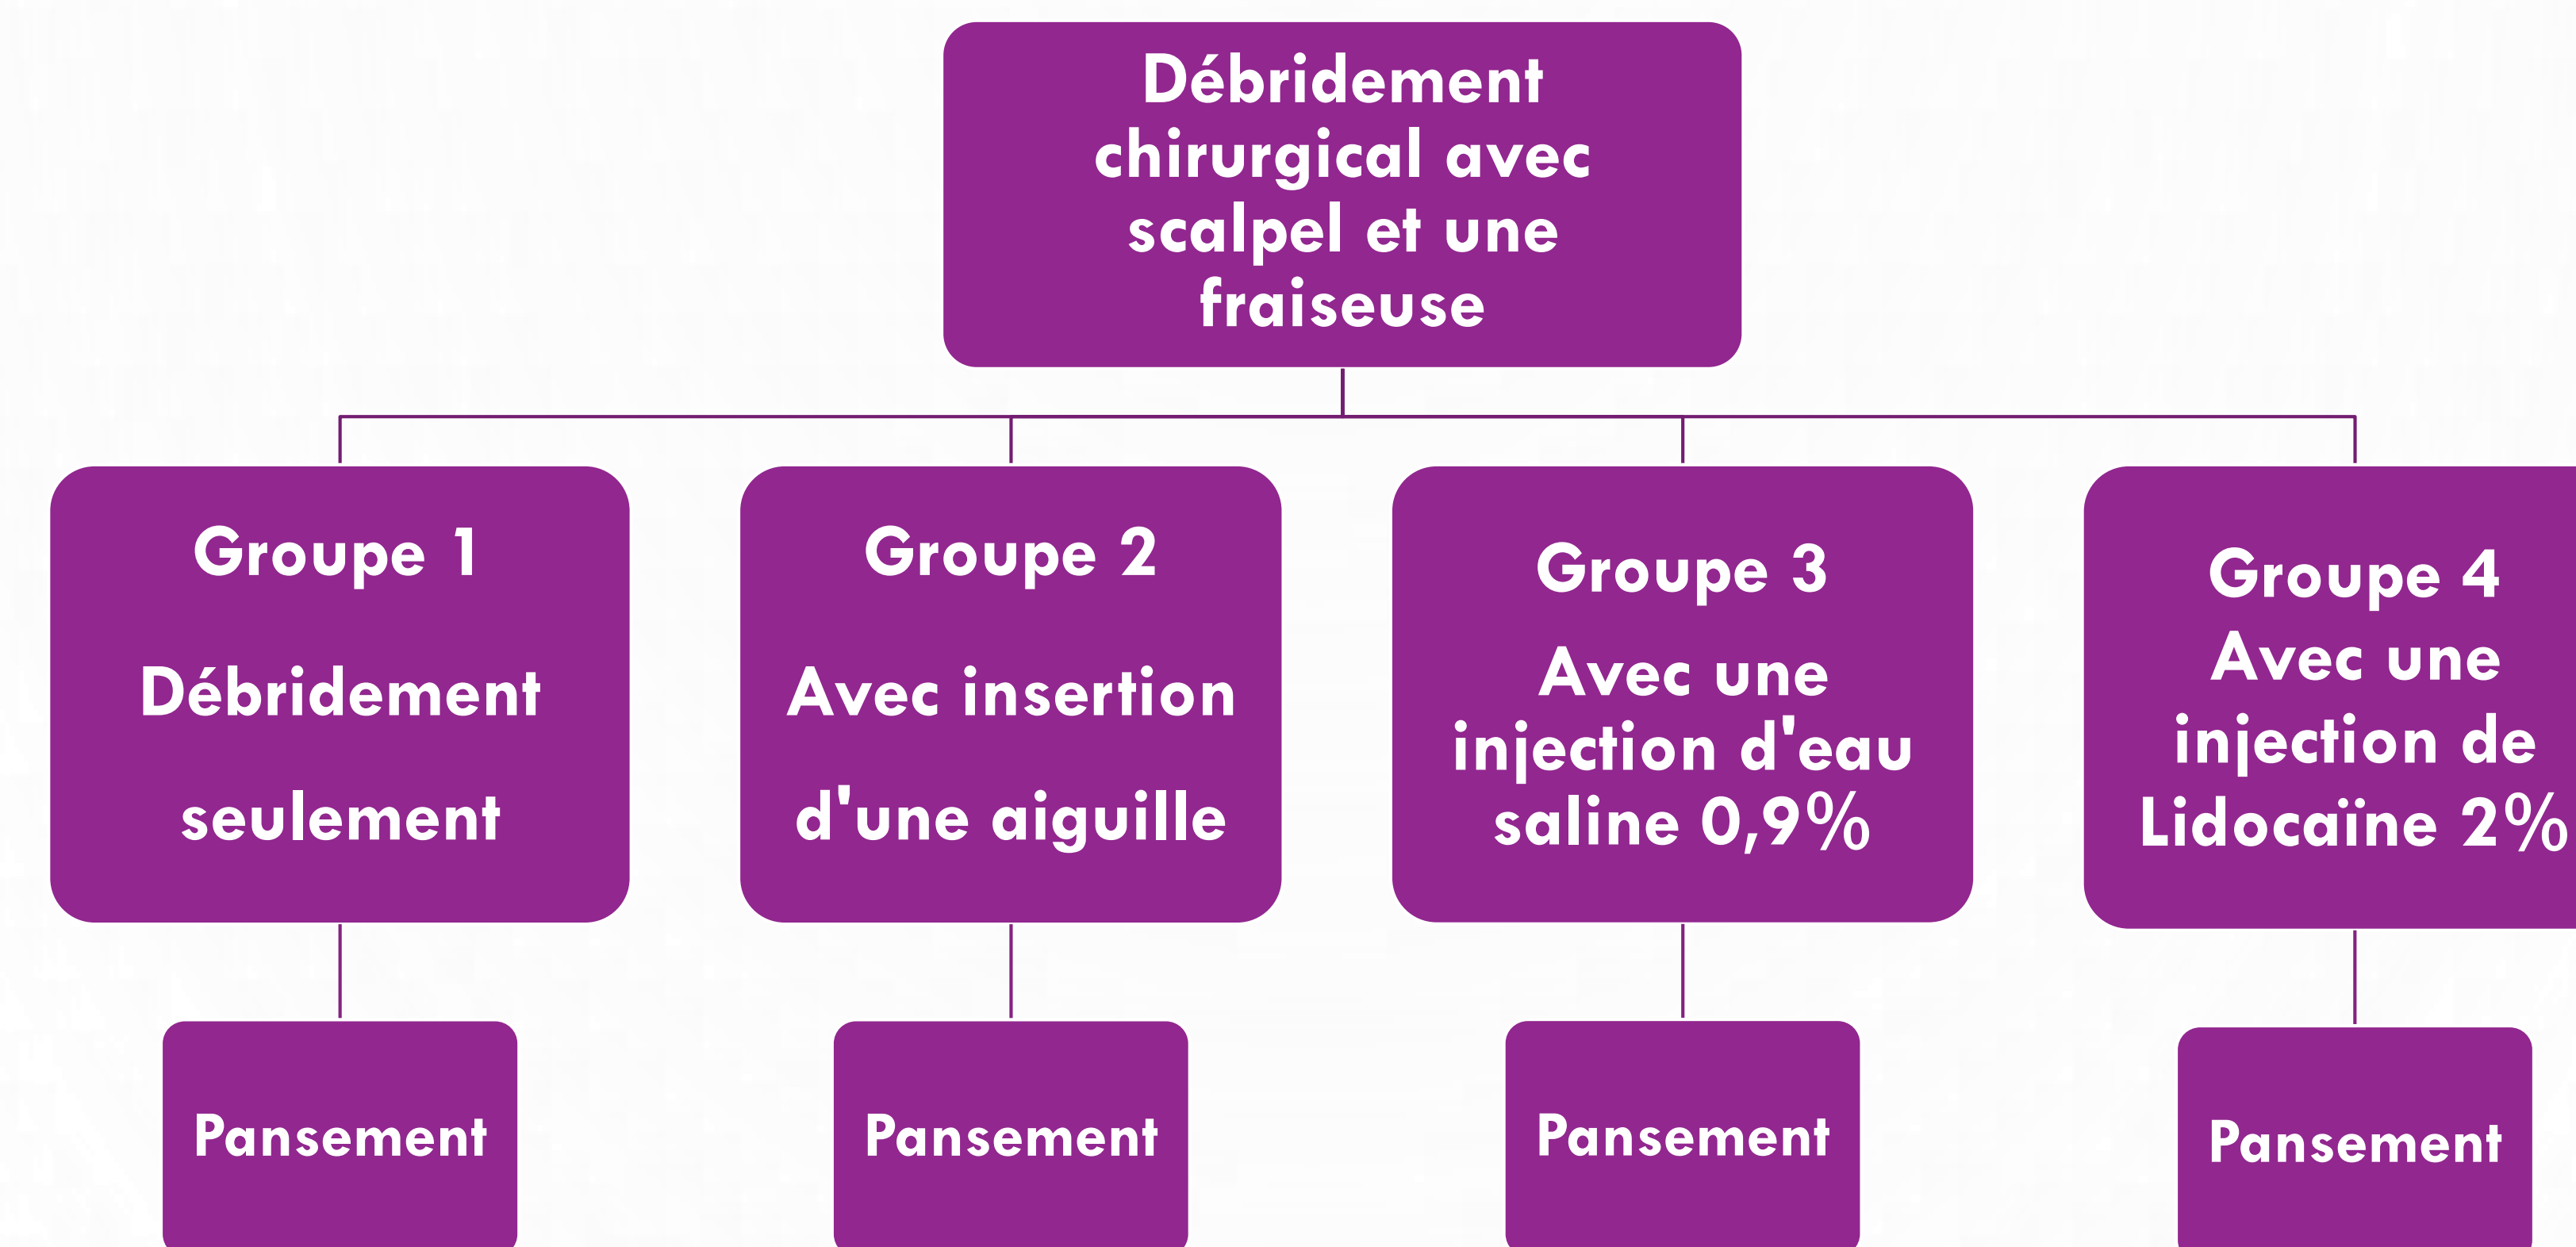 Débridement
chirurgical avec
scalpel et une
fraiseuse
Groupe 1
Débridement
seulement
Groupe 2
Avec insertion
d'une aiguille
Groupe 3
Avec une
injection d'eau
saline 0,9%
Groupe 4
Avec une
injection de
Lidocaïne 2%
Pansement
Pansement
Pansement
Pansement